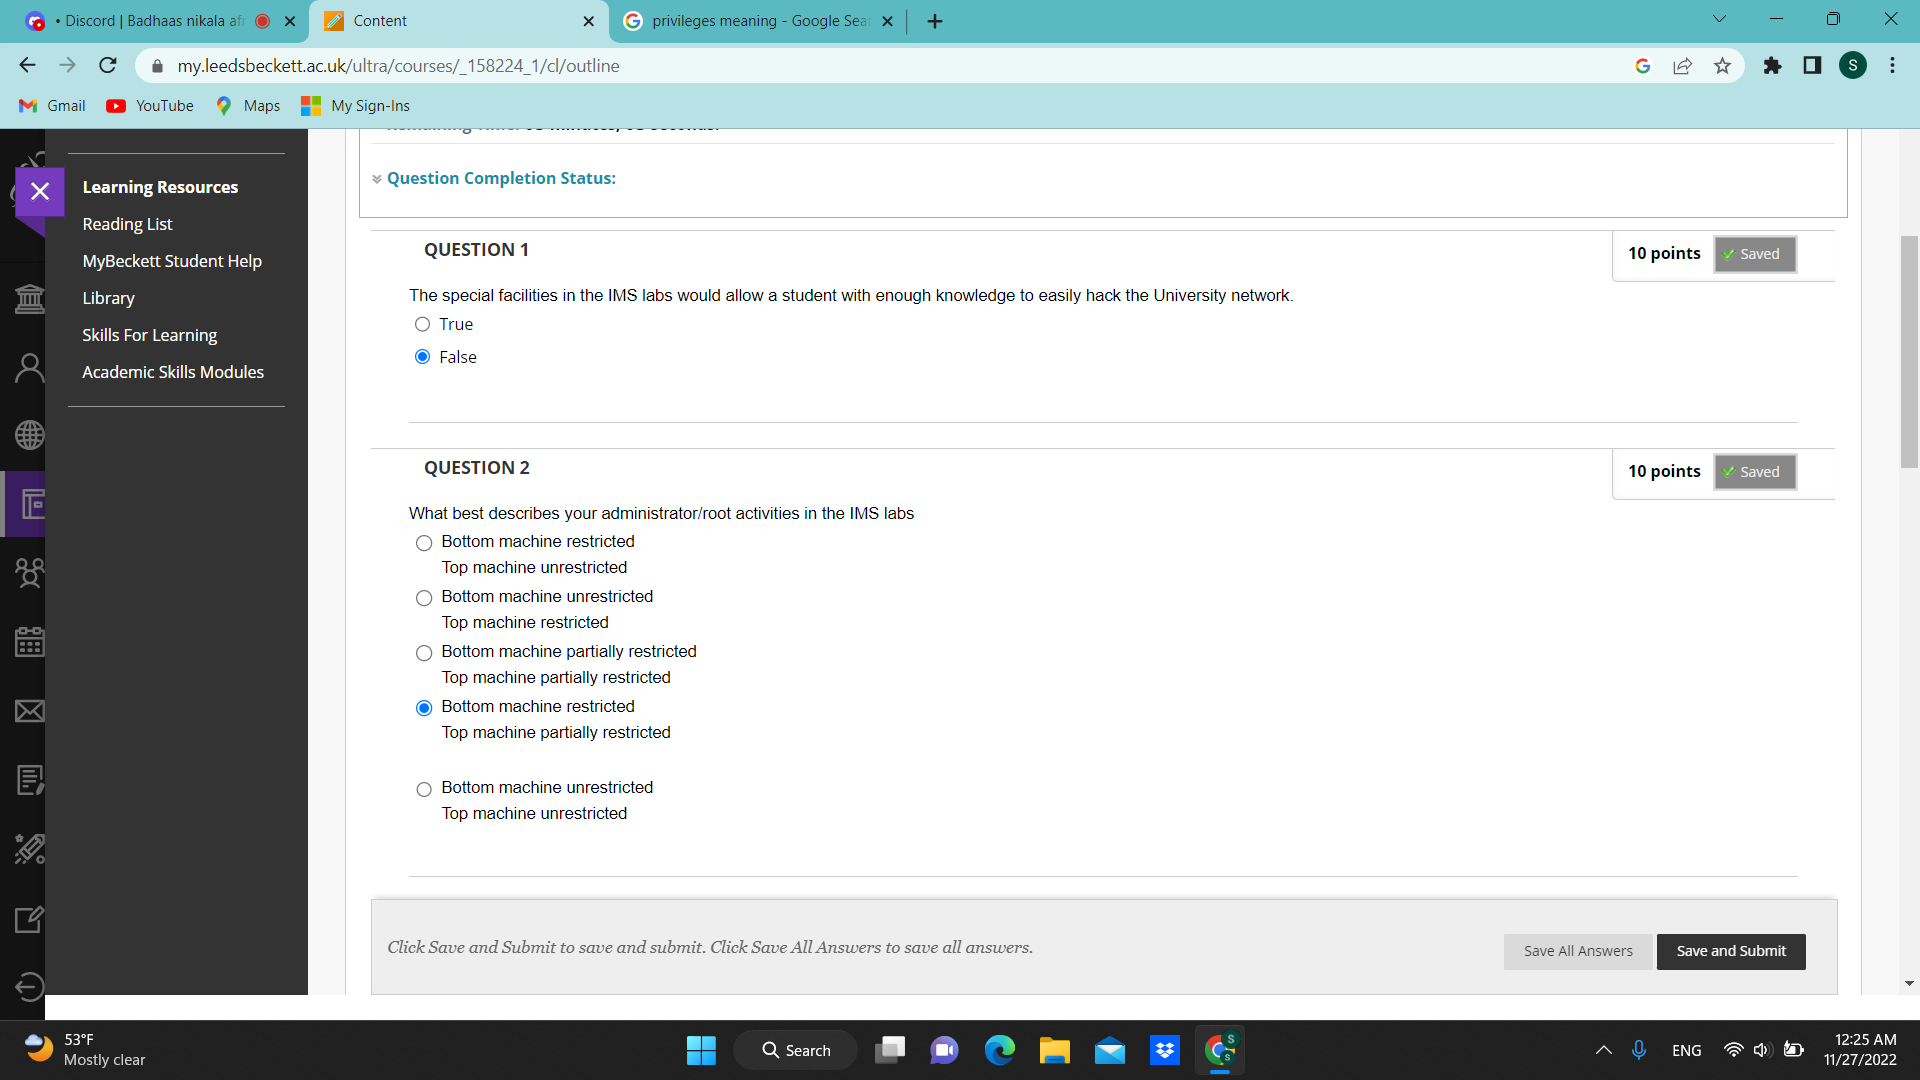 • Discord | Badhaas nikala afr
Content
privileges meaning - Google Sear
my.leedsbeckett.ac.uk/ultra/courses/_158224_1/cl/outline
S
Gmail
YouTube
Maps
My Sign-Ins
Question Completion Status:
Learning Resources
Reading List
MyBeckett Student Help
Library
Skills For Learning
Academic Skills Modules
QUESTION 1
10 points
Saved
The special facilities in the IMS labs would allow a student with enough knowledge to easily hack the University network.
True
False
QUESTION 2
10 points
Saved
What best describes your administrator/root activities in the IMS labs
Bottom machine restricted
Top machine unrestricted
Bottom machine unrestricted
Top machine restricted
Bottom machine partially restricted
Top machine partially restricted
Bottom machine restricted
Top machine partially restricted
Bottom machine unrestricted
Top machine unrestricted
Click Save and Submit to save and submit. Click Save All Answers to save all answers.
Save All Answers
Save and Submit
53°F
Mostly clear
Search
ENG
12:25 AM
11/27/2022